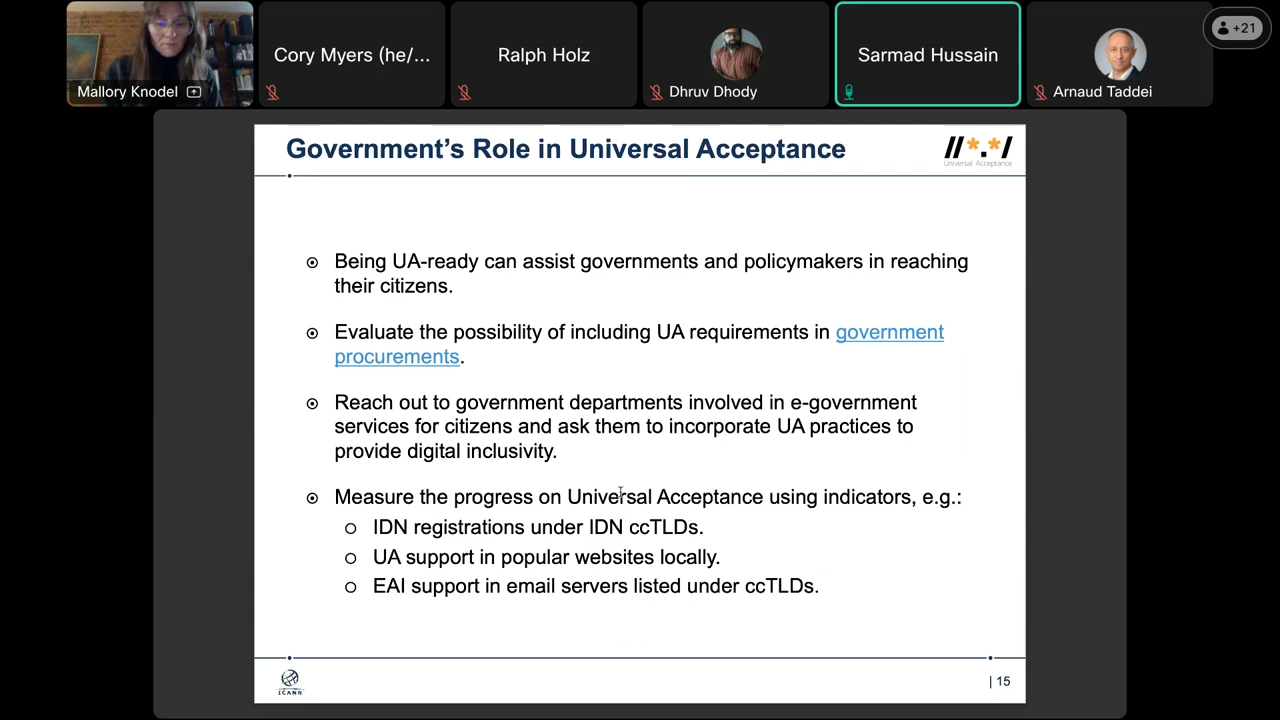 +21
Mallory Knodel
Cory Myers (he/...
Ralph Holz
Dhruv Dhody
Sarmad Hussain
Arnaud Taddei
Government's Role in Universal Acceptance
//*.*/
Universal Acceptance
Being UA-ready can assist governments and policymakers in reaching
their citizens.
Evaluate the possibility of including UA requirements in government
procurements.
Reach out to government departments involved in e-government
services for citizens and ask them to incorporate UA practices to
provide digital inclusivity.
Measure the progress on Universal Acceptance using indicators, e.g.:
IDN registrations under IDN ccTLDs.
UA support in popular websites locally.
EAI support in email servers listed under ccTLDs.
ICANN
| 15